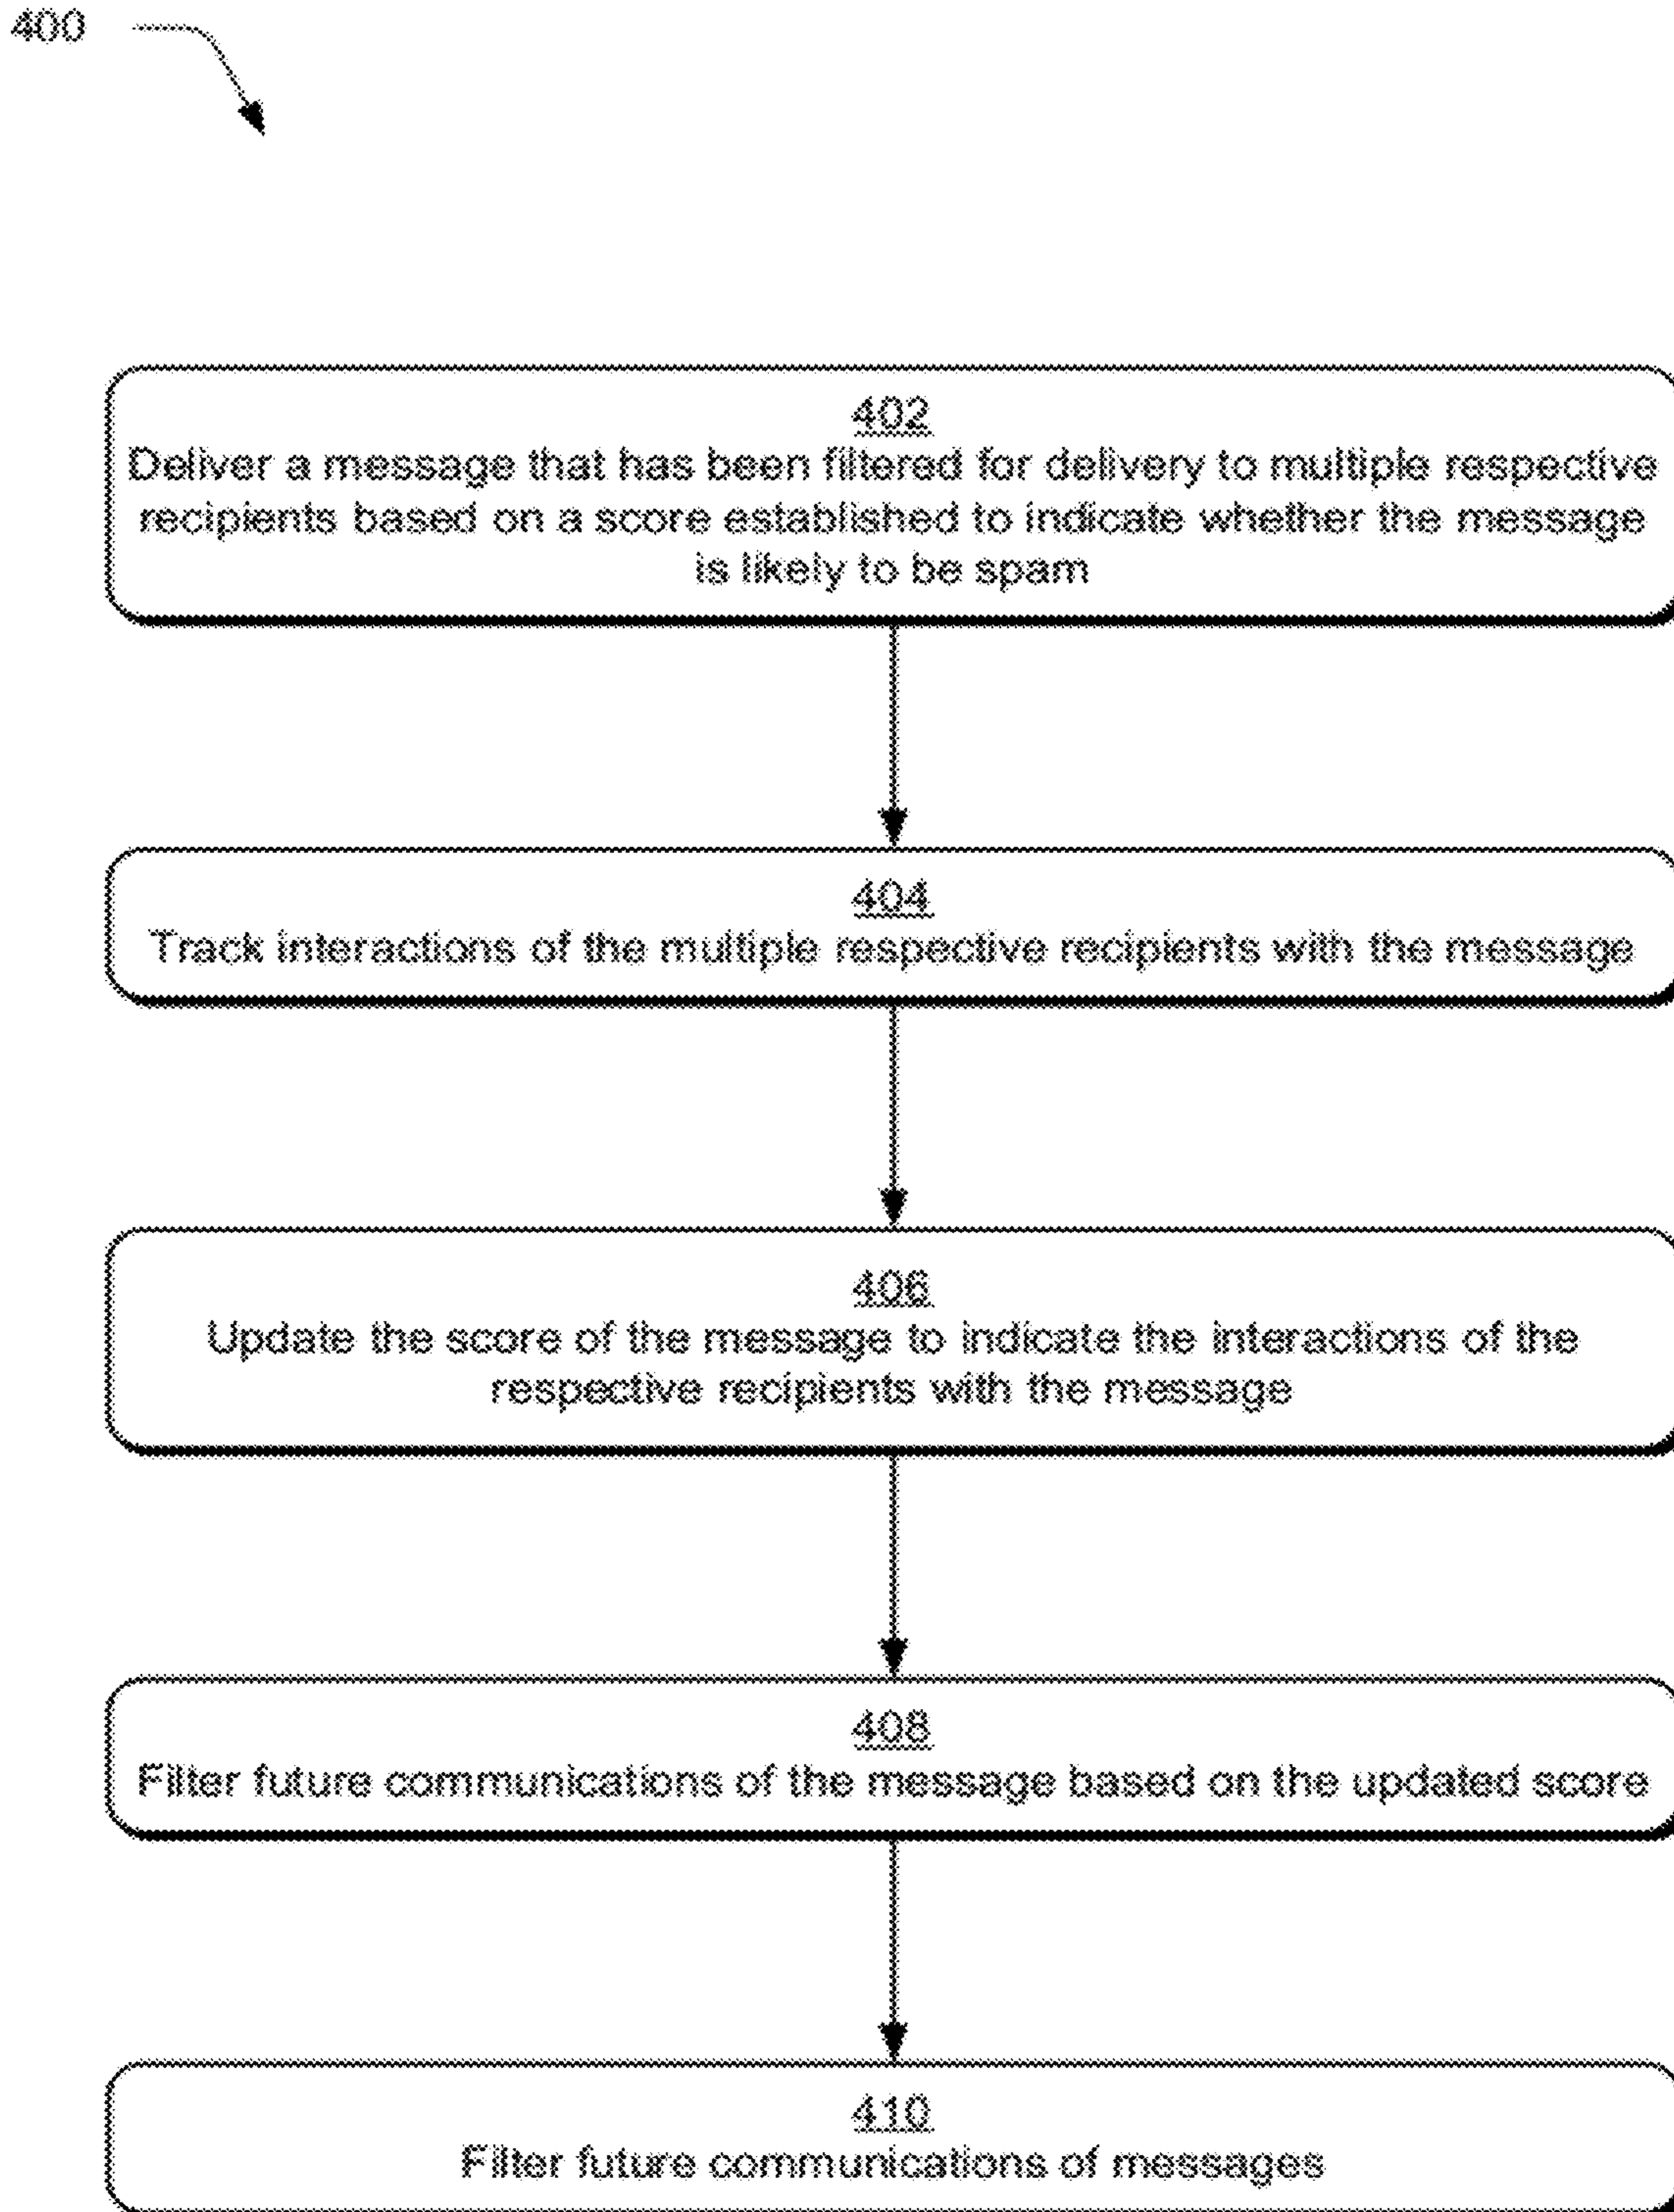 400
402
Deliver a message that has been filtered for delivery to multiple respective
recipients based on a score established to indicate whether the message
is likely to be spam
404
Track interactions of the multiple respective recipients with the message
406
Update the score of the message to indicate the interactions of the
respective recipients with the message
408
Filter future communications of the message based on the updated score
410
Filter future communications of messages